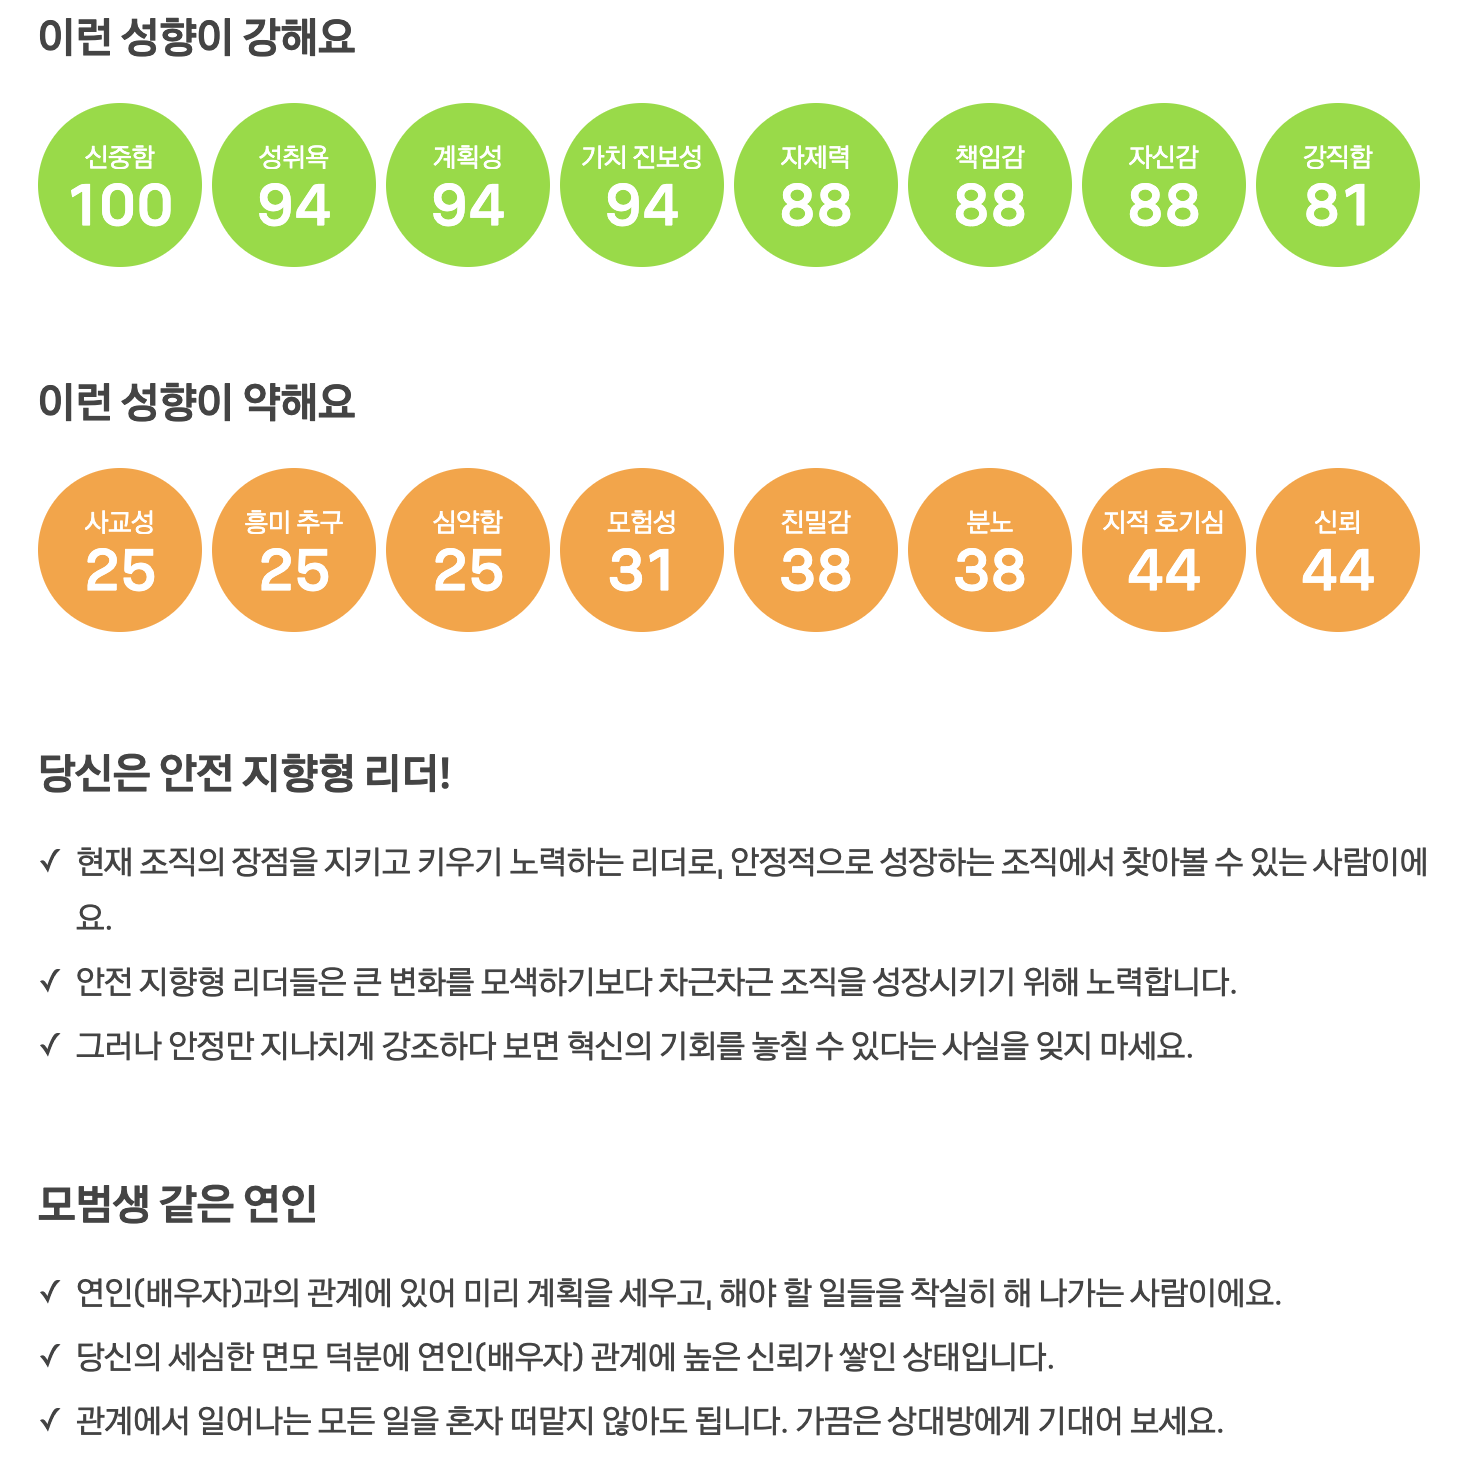 이런 성향이 강해요
신중함 성취욕 계획성 가치 진보성 자제력 책임감 자신감 강직함
100 94 94 94 88 88 88 81
이런 성향이 약해요
사교성 흥미 추구 심약함 모험성 친밀감 분노 지적 호기심 신뢰
25 25 25 31 38 38 44 44
당신은 안전 지향형 리더!
✓ 현재 조직의 장점을 지키고 키우기 노력하는 리더로, 안정적으로 성장하는 조직에서 찾아볼 수 있는 사람이에
요.
✓ 안전 지향형 리더들은 큰 변화를 모색하기보다 차근차근 조직을 성장시키기 위해 노력합니다.
✓ 그러나 안정만 지나치게 강조하다 보면 혁신의 기회를 놓칠 수 있다는 사실을 잊지 마세요.
모범생 같은 연인
✓ 연인(배우자)과의 관계에 있어 미리 계획을 세우고, 해야 할 일들을 착실히 해 나가는 사람이에요.
✓ 당신의 세심한 면모 덕분에 연인(배우자) 관계에 높은 신뢰가 쌓인 상태입니다.
✓ 관계에서 일어나는 모든 일을 혼자 떠맡지 않아도 됩니다. 가끔은 상대방에게 기대어 보세요.